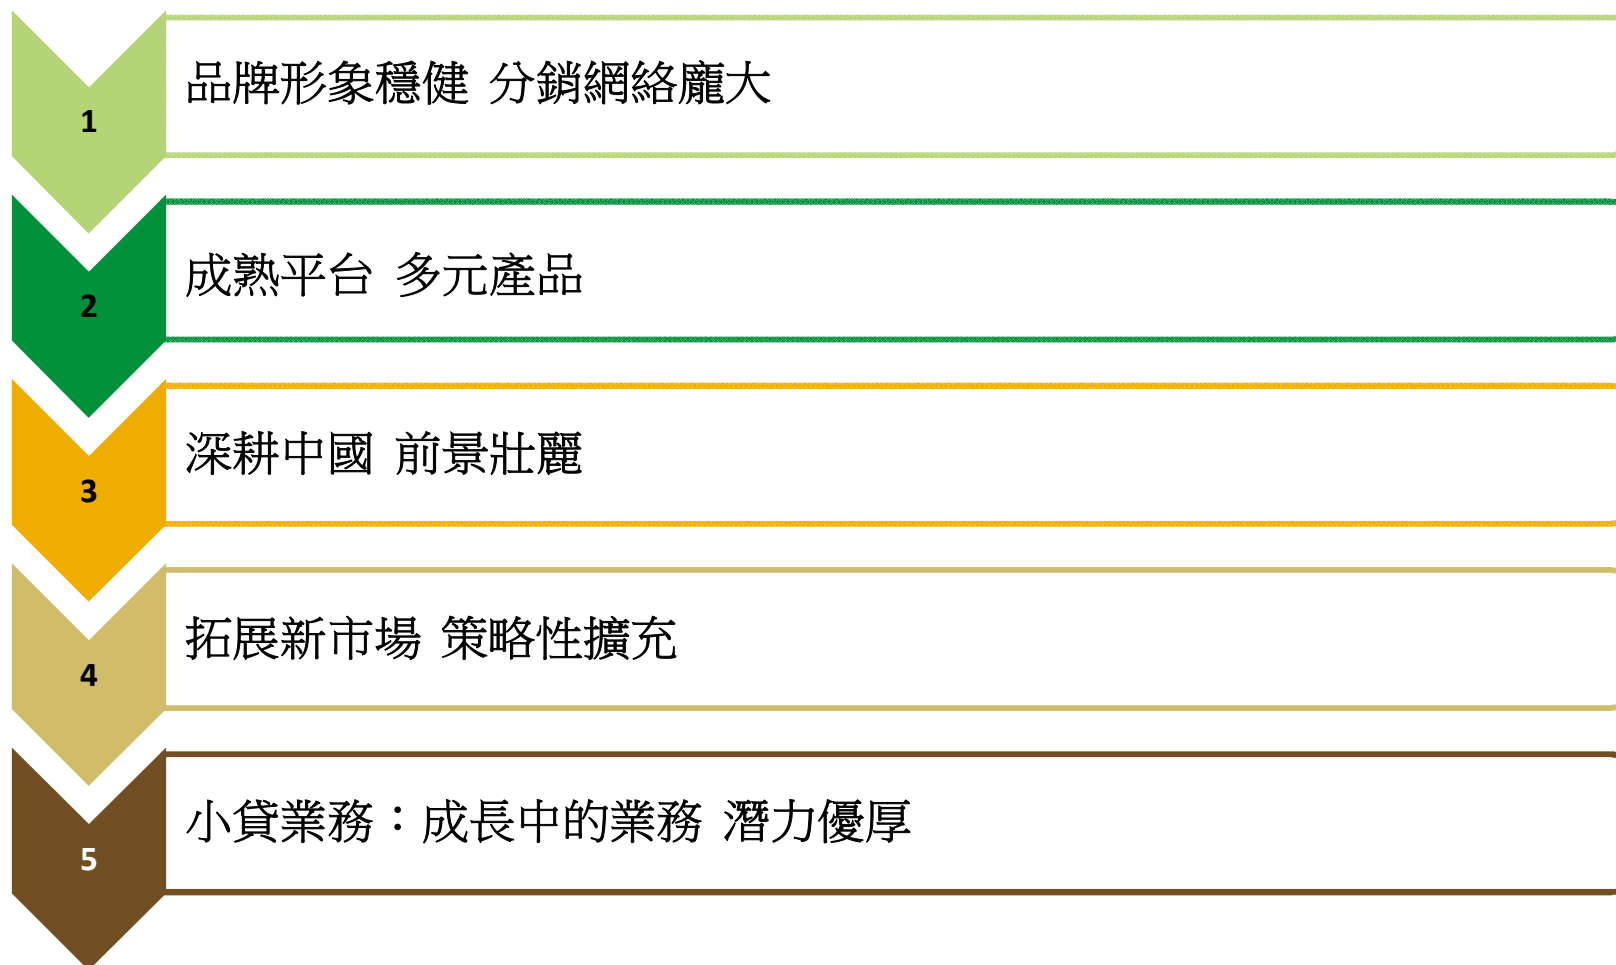 1
品牌形象穩健 分銷網絡龐大
2
成熟平台 多元產品
3
深耕中國 前景壯麗
4
拓展新市場 策略性擴充
5
小貸業務：成長中的業務 潛力優厚